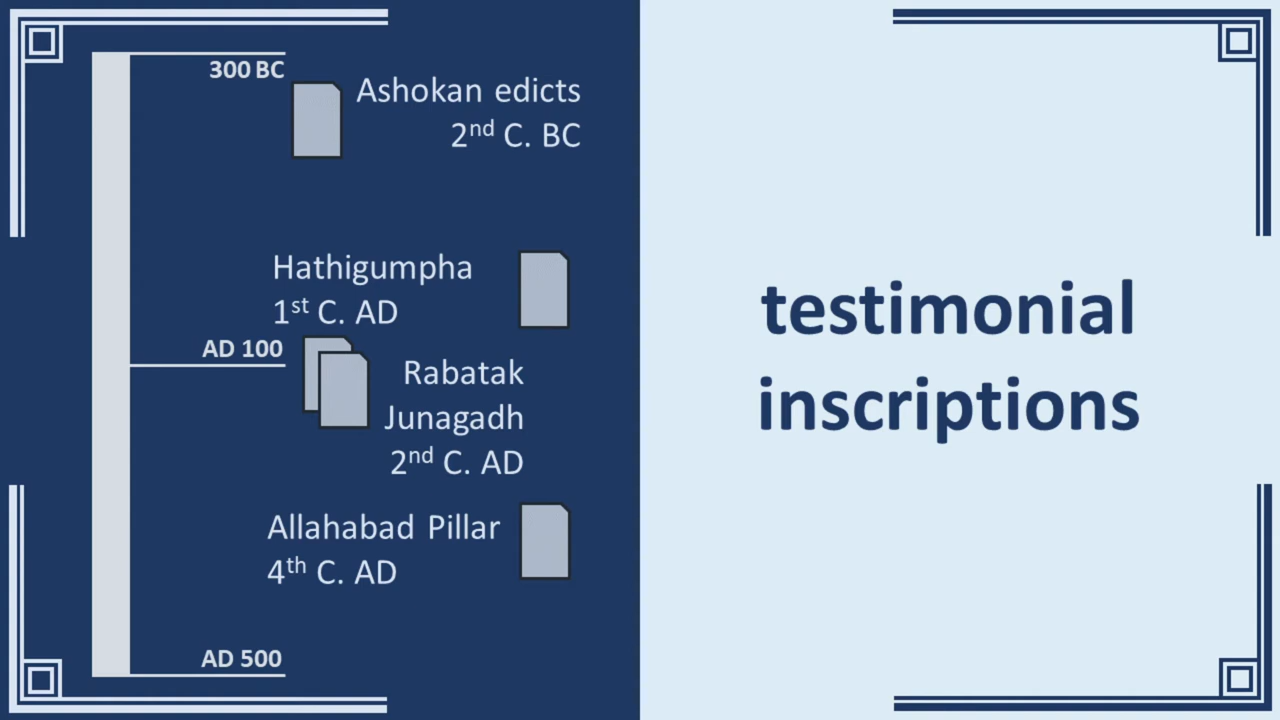 300 BC
Ashokan edicts
2nd C. BC
Hathigumpha
1st C. AD
AD 100
Rabatak
Junagadh
2nd C. AD
Allahabad Pillar
4th C. AD
AD 500
testimonial
inscriptions